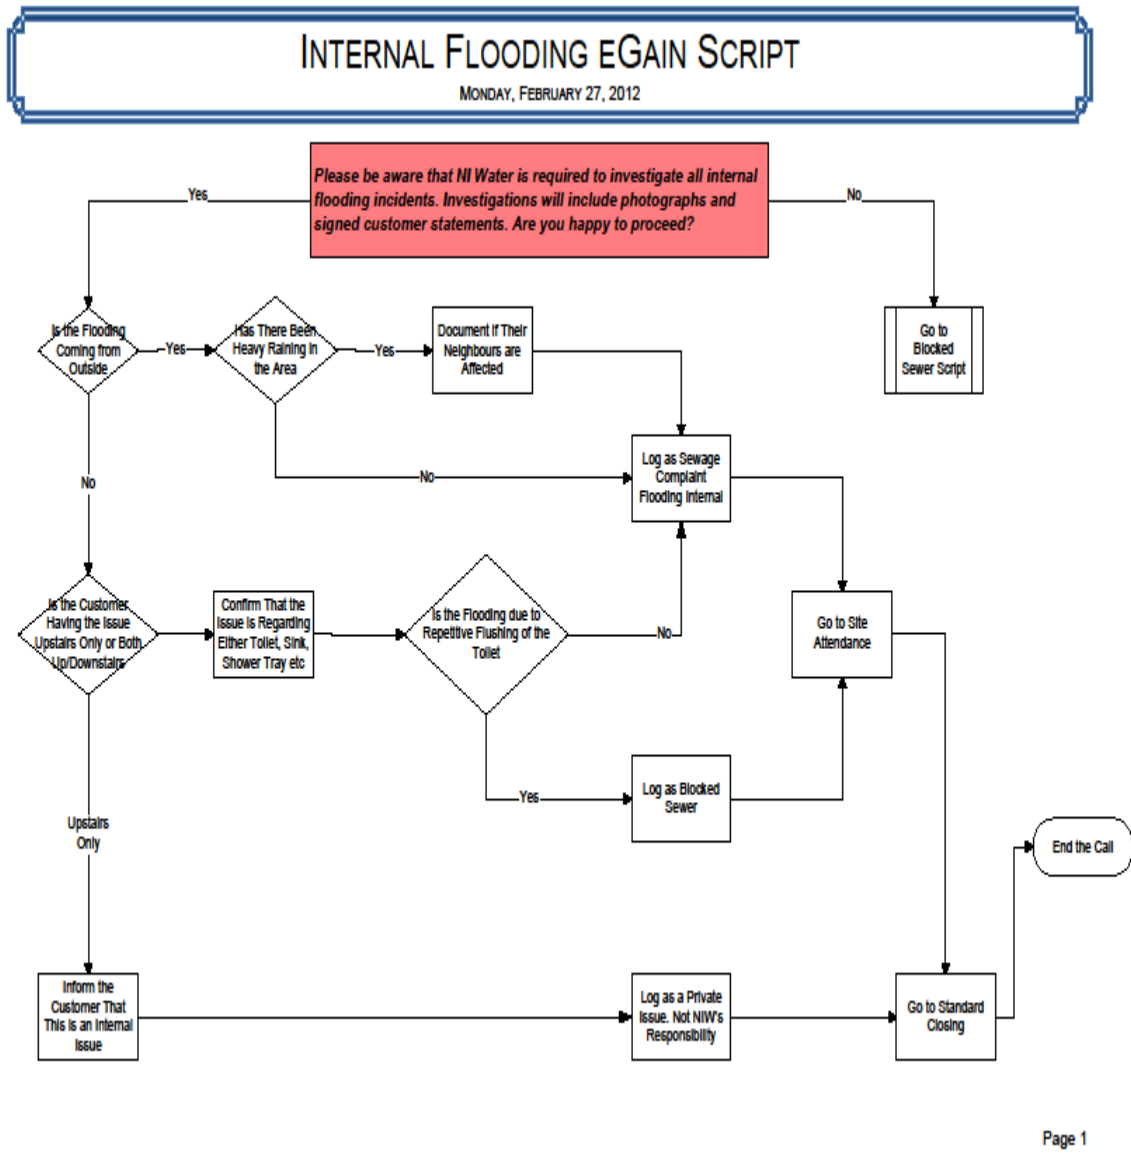 INTERNAL FLOODING EGAIN SCRIPT
MONDAY, FEBRUARY 27, 2012
Please be aware that NI Water is required to investigate all internal
flooding incidents. Investigations will include photographs and
signed customer statements. Are you happy to proceed?
Yes
No
Is the Flooding
Coming from
Outside
Yes
Has There Been
Heavy Raining in
the Area
Yes
Document If Their
Neighbours are
Affected
Go to
Blocked
Sewer Script
No
No
Log as Sewage
Complaint
Flooding Internal
Is the Customer
Having the Issue
Upstairs Only or Both
Up/Downstairs
Confirm That the
Issue is Regarding
Either Toilet, Sink,
Shower Tray etc
Is the Flooding due to
Repetitive Flushing of the
Toilet
No
Go to Site
Attendance
Yes
Log as Blocked
Sewer
Upstairs
Only
End the Call
Inform the
Customer That
This is an Internal
Issue
Log as a Private
Issue. Not NIW's
Responsibility
Go to Standard
Closing
Page 1